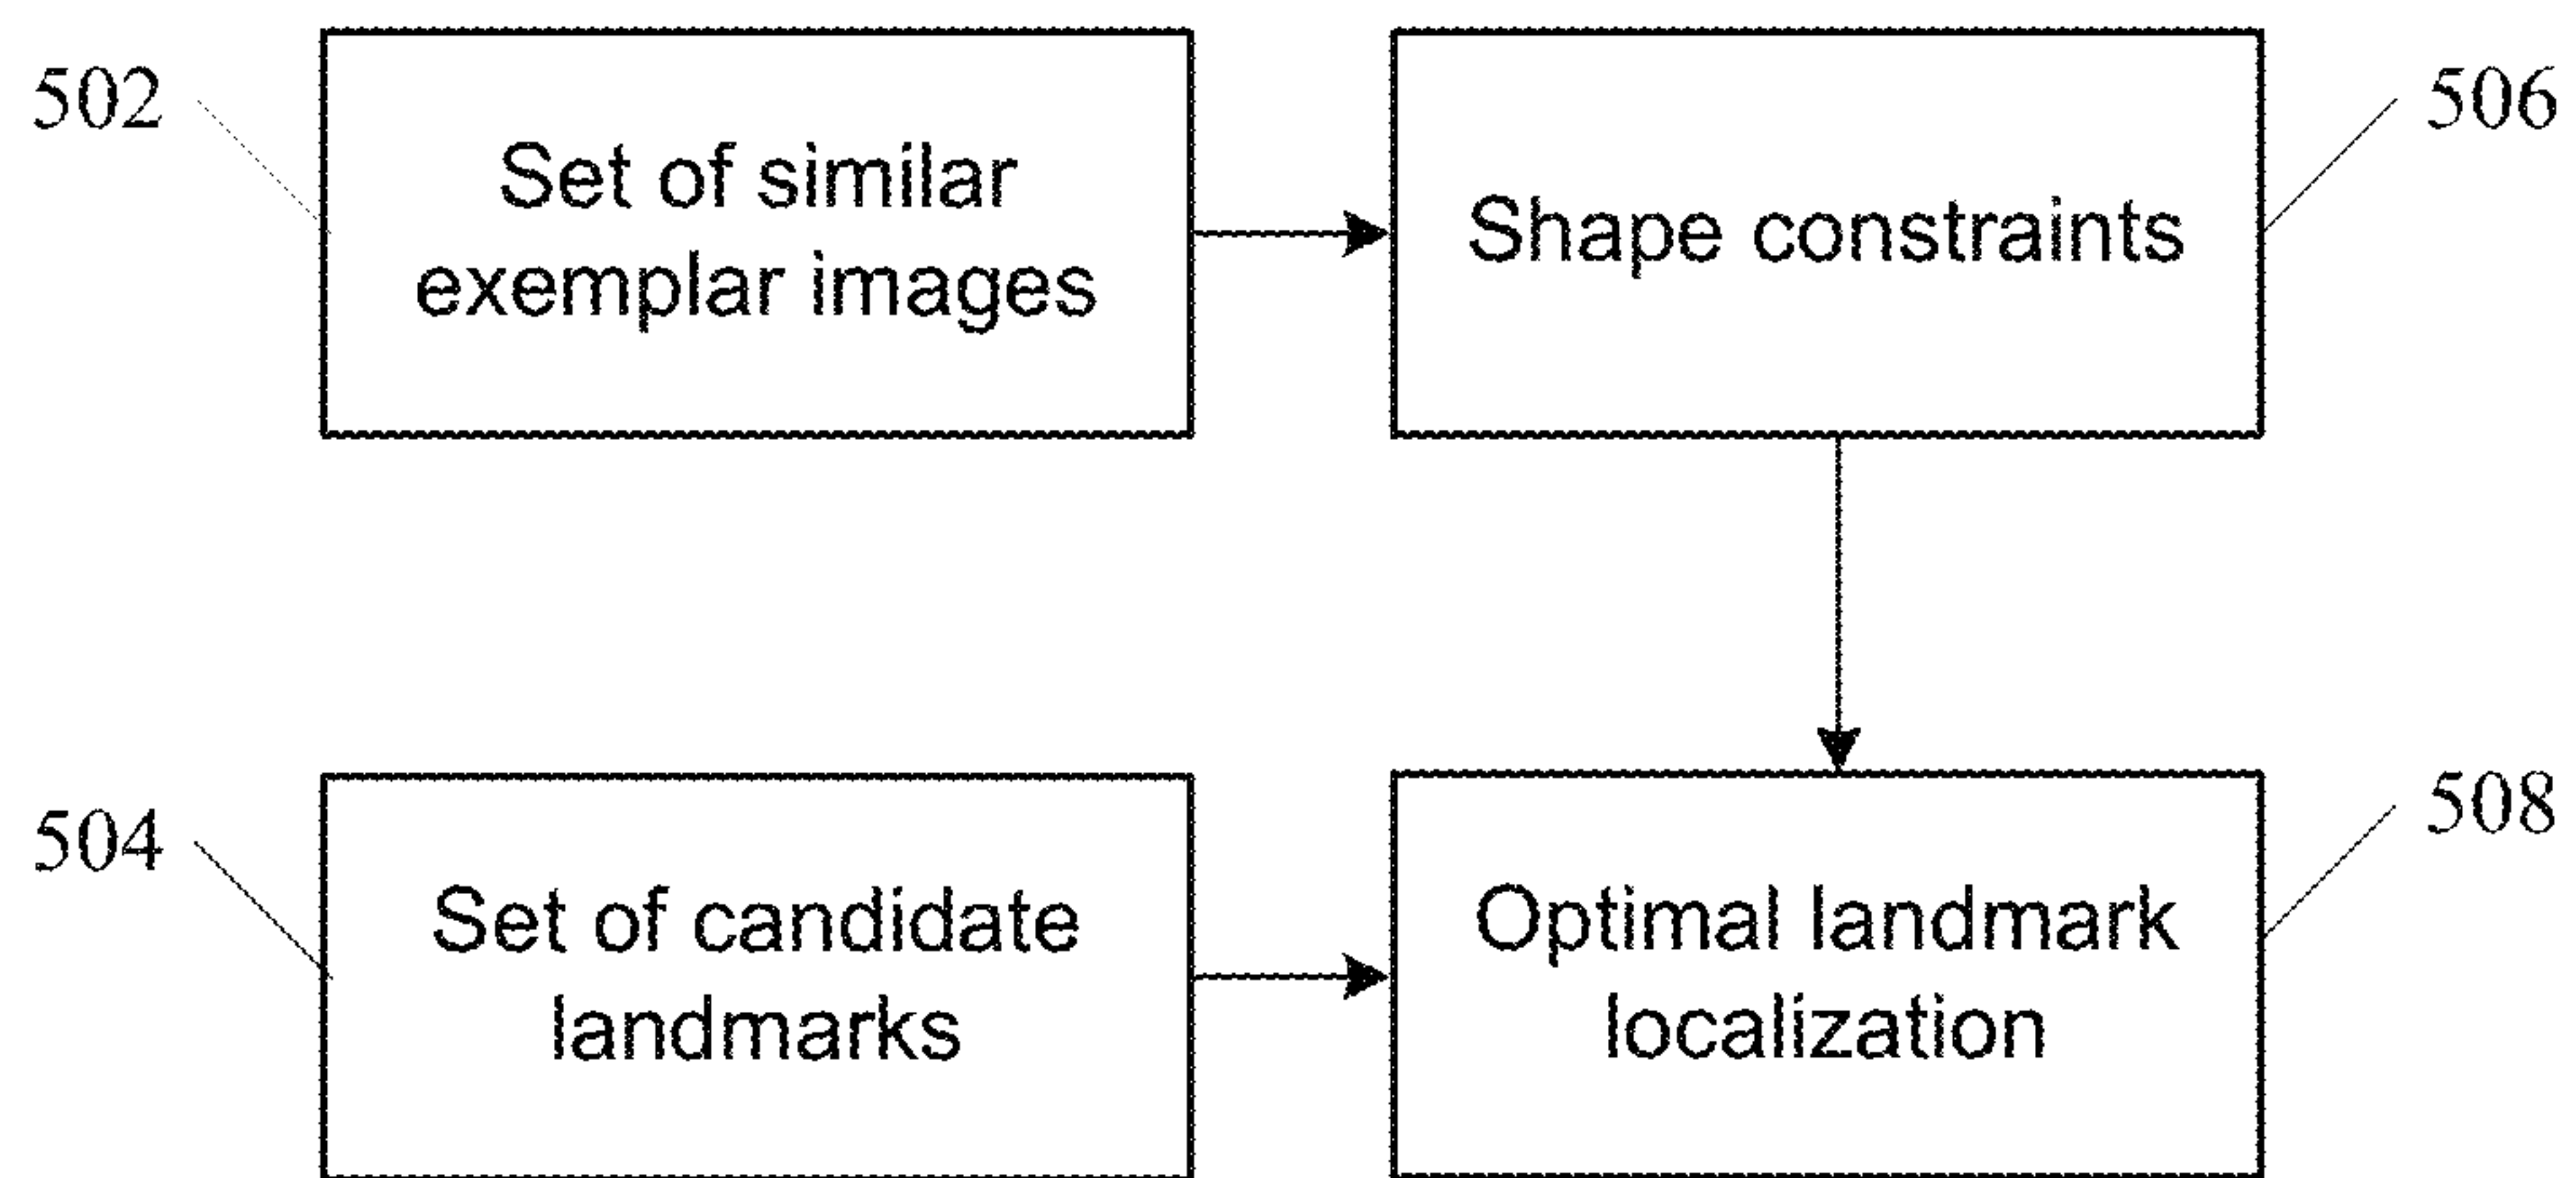 502
Set of similar
exemplar images
Shape constraints
506
504
Set of candidate
landmarks
Optimal landmark
localization
508